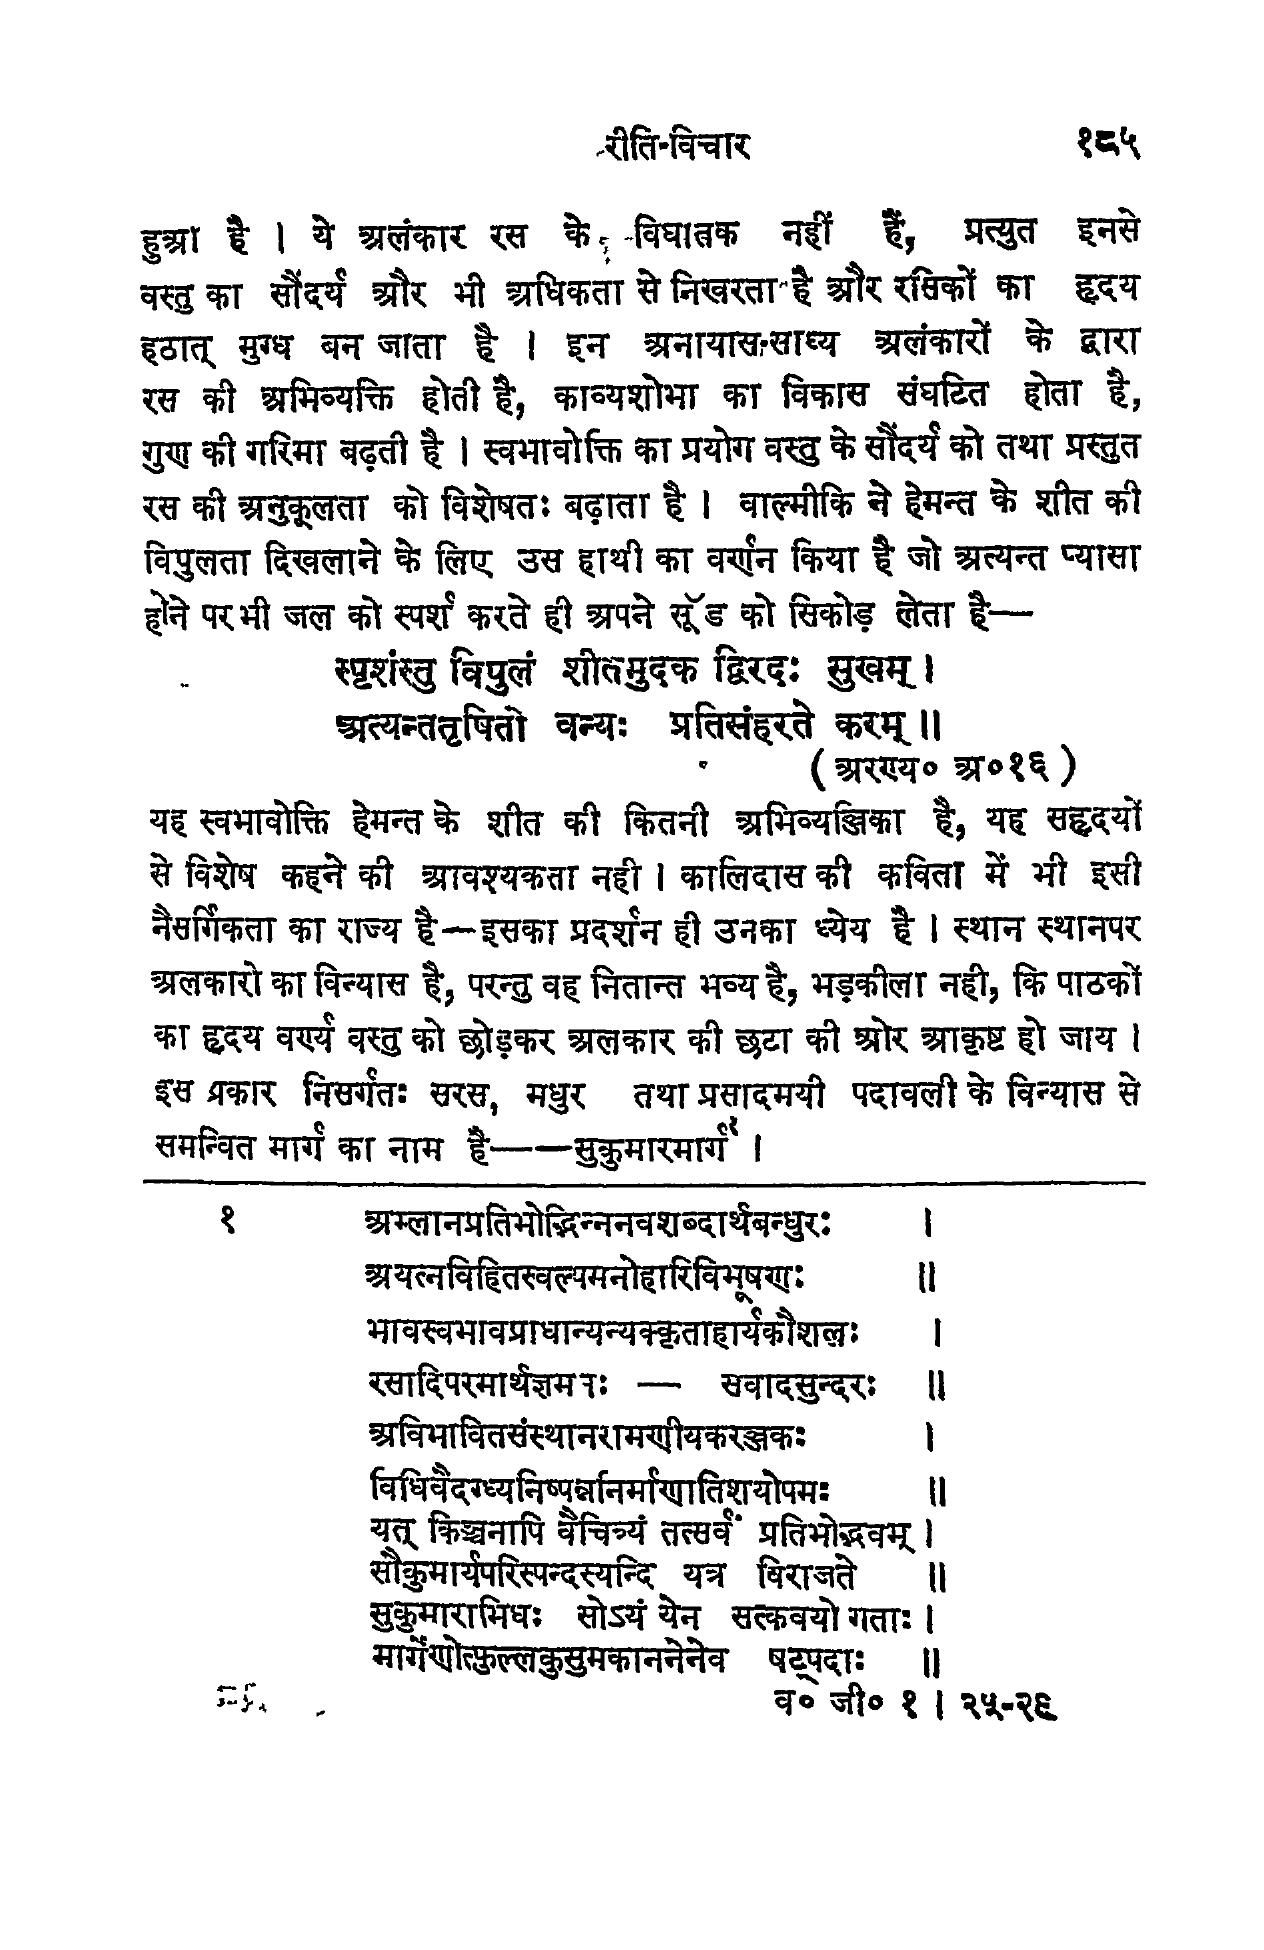 रीति-विचार १८५
हुआ है । ये अलंकार रस के विघातक नहीं हैं, प्रत्युत इनसे
वस्तु का सौंदर्य और भी अधिकता से निखरता है और रसिकों का हृदय
हठात् मुग्ध बन जाता है । इन अनायास-साध्य अलंकारों के द्वारा
रस की अभिव्यक्ति होती है, काव्यशोभा का विकास संघटित होता है,
गुण की गरिमा बढ़ती है । स्वभावोक्ति का प्रयोग वस्तु के सौंदर्य को तथा प्रस्तुत
रस की अनुकूलता को विशेषतः बढ़ाता है । वाल्मीकि ने हेमन्त के शीत की
विपुलता दिखलाने के लिए उस हाथी का वर्णन किया है जो अत्यन्त प्यासा
होने पर भी जल को स्पर्श करते ही अपने सूँड को सिकोड़ लेता है—
स्पृशंस्तु विपुलं शीतमुदक द्विरदः सुखम् ।
अत्यन्ततृषितो वन्यः प्रतिसंहरते करम् ॥
( अरण्य० अ०१६ )
यह स्वभावोक्ति हेमन्त के शीत की कितनी अभिव्यञ्जिका है, यह सहृदयों
से विशेष कहने की आवश्यकता नही । कालिदास की कविता में भी इसी
नैसर्गिकता का राज्य है—इसका प्रदर्शन ही उनका ध्येय है । स्थान स्थानपर
अलकारो का विन्यास है, परन्तु वह नितान्त भव्य है, भड़कीला नही, कि पाठकों
का हृदय वर्ण्य वस्तु को छोड़कर अलकार की छटा की ओर आकृष्ट हो जाय ।
इस प्रकार निसर्गतः सरस, मधुर तथा प्रसादमयी पदावली के विन्यास से
समन्वित मार्ग का नाम है——सुकुमारमार्ग१ ।
१ अम्लानप्रतिभोद्भिन्ननवशब्दार्थबन्धुरः ।
अयत्नविहितस्वल्पमनोहारिविभूषणः ॥
भावस्वभावप्राधान्यन्यक्कृताहार्यकौशलः ।
रसादिपरमार्थज्ञमनः — सवादसुन्दरः ॥
अविभावितसंस्थानरामणीयकरञ्जकः ।
विधिवैदग्ध्यनिष्पन्ननिर्माणातिशयोपमः ॥
यत् किञ्चनापि वैचित्र्यं तत्सर्वं प्रतिभोद्भवम् ।
सौकुमार्यपरिस्पन्दस्यन्दि यत्र विराजते ॥
सुकुमाराभिधः सोऽयं येन सत्कवयो गताः ।
मार्गेणोत्फुल्लकुसुमकाननेनेव षट्पदाः ॥
व० जी० १ । २५-२९